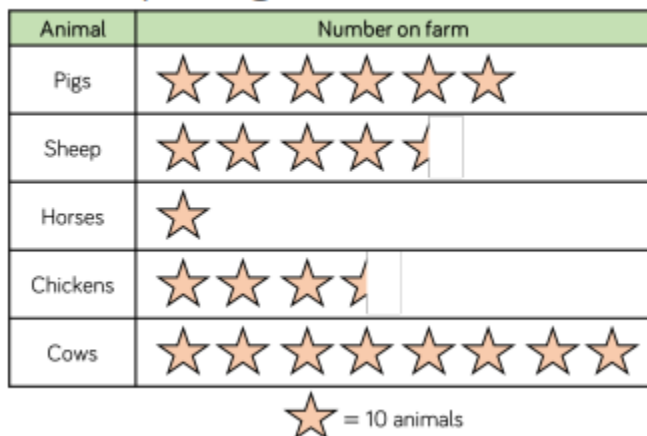 Animal Number on farm
Pigs
Sheep
Horses
Chickens
Cows
= 10 animals